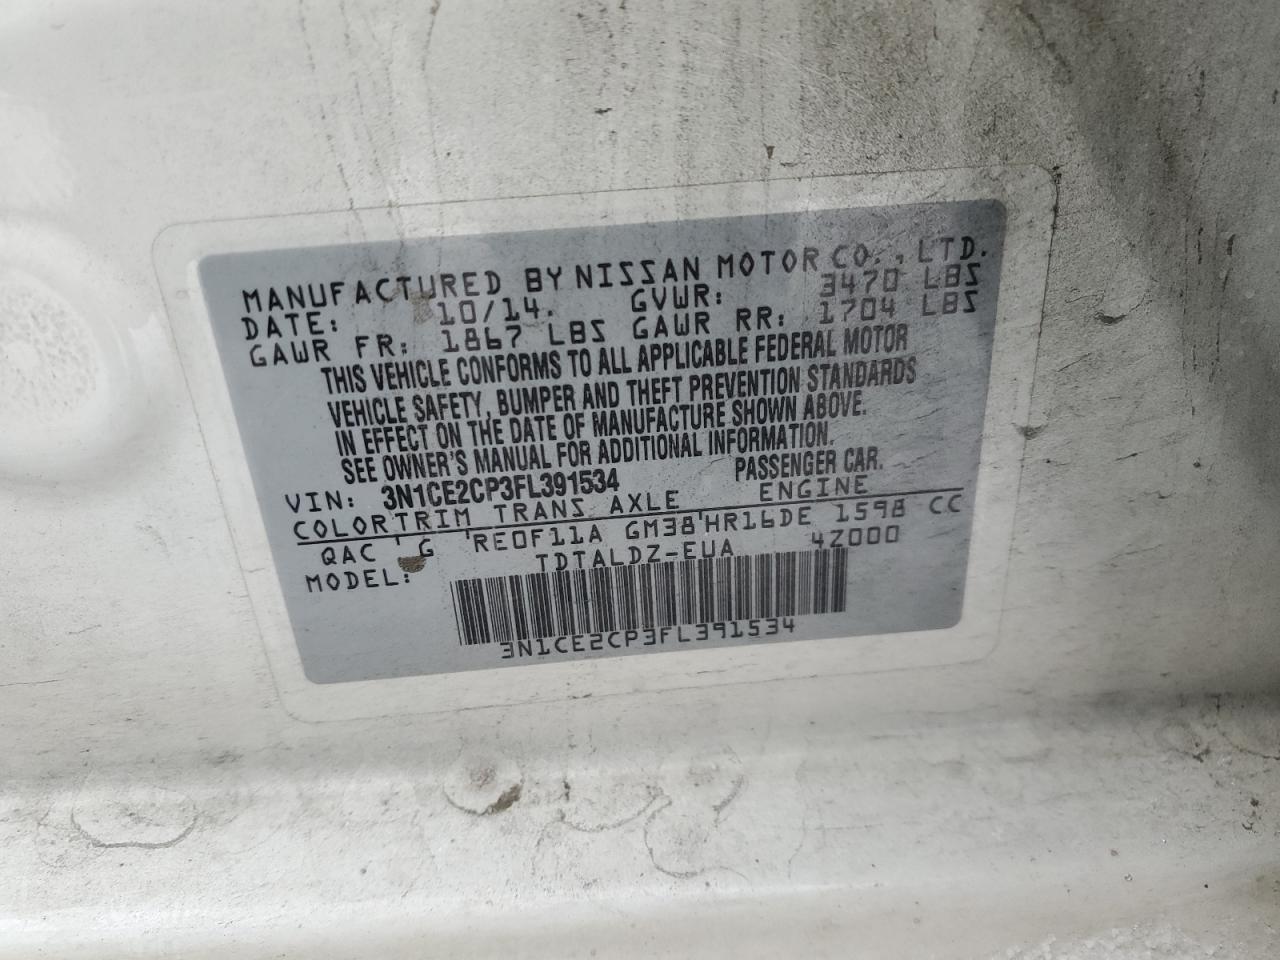 MANUFACTURED BY NISSAN MOTOR CO., LTD.
DATE: 10/14. GVWR: 3470 LBS
GAWR FR: 1867 LBS GAWR RR: 1704 LBS
THIS VEHICLE CONFORMS TO ALL APPLICABLE FEDERAL MOTOR
VEHICLE SAFETY, BUMPER AND THEFT PREVENTION STANDARDS
IN EFFECT ON THE DATE OF MANUFACTURE SHOWN ABOVE.
SEE OWNER'S MANUAL FOR ADDITIONAL INFORMATION.
VIN: 3N1CE2CP3FL391534 PASSENGER CAR.
COLOR TRIM TRANS AXLE ENGINE
QAC G RE0F11A GM38 HR16DE 1598 CC
MODEL: TDTALDZ-EUA 4Z000
3N1CE2CP3FL391534